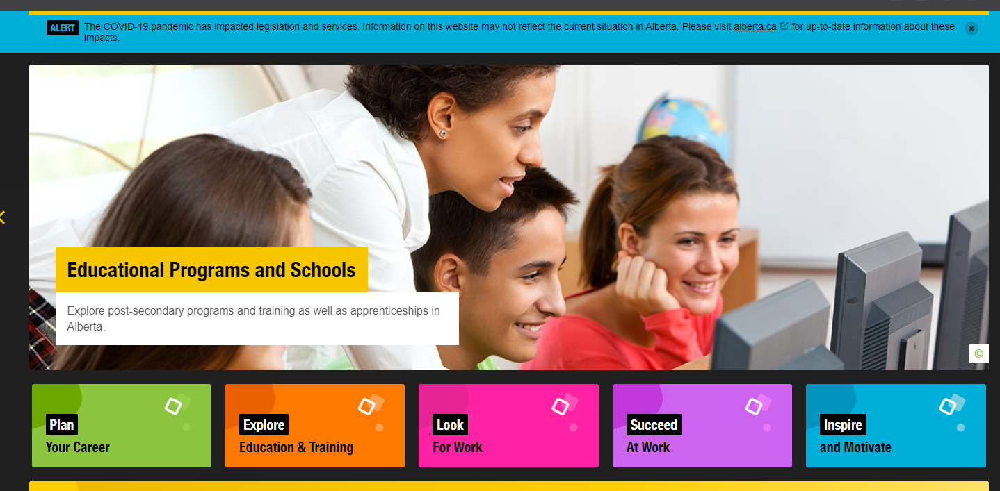 ALERT The COVID-19 pandemic has impacted legislation and services. Information on this website may not reflect the current situation in Alberta. Please visit alberta.ca for up-to-date information about these
impacts.
Educational Programs and Schools
Explore post-secondary programs and training as well as apprenticeships in
Alberta.
©
Plan
Your Career
Explore
Education & Training
Look
For Work
Succeed
At Work
Inspire
and Motivate